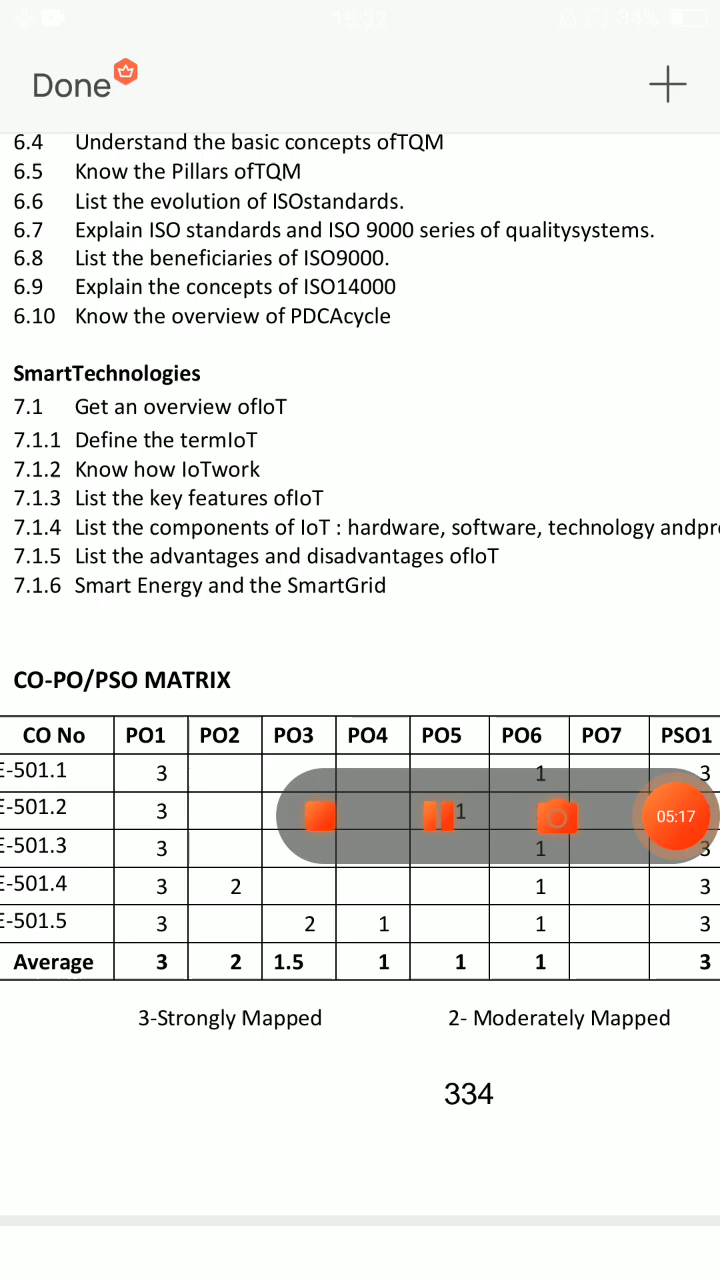 16:32
34%
Done
6.4 Understand the basic concepts ofTQM
6.5 Know the Pillars ofTQM
6.6 List the evolution of ISOstandards.
6.7 Explain ISO standards and ISO 9000 series of qualitysystems.
6.8 List the beneficiaries of ISO9000.
6.9 Explain the concepts of ISO14000
6.10 Know the overview of PDCAcycle
SmartTechnologies
7.1 Get an overview ofIoT
7.1.1 Define the termIoT
7.1.2 Know how IoTwork
7.1.3 List the key features ofIoT
7.1.4 List the components of IoT : hardware, software, technology andpr
7.1.5 List the advantages and disadvantages ofIoT
7.1.6 Smart Energy and the SmartGrid
CO-PO/PSO MATRIX
CO No PO1 PO2 PO3 PO4 PO5 PO6 PO7 PSO1
E-501.1 3 1 3
E-501.2 3 1 05:17
E-501.3 3 1 3
E-501.4 3 2 1 3
E-501.5 3 2 1 1 3
Average 3 2 1.5 1 1 1 3
3-Strongly Mapped 2- Moderately Mapped
334